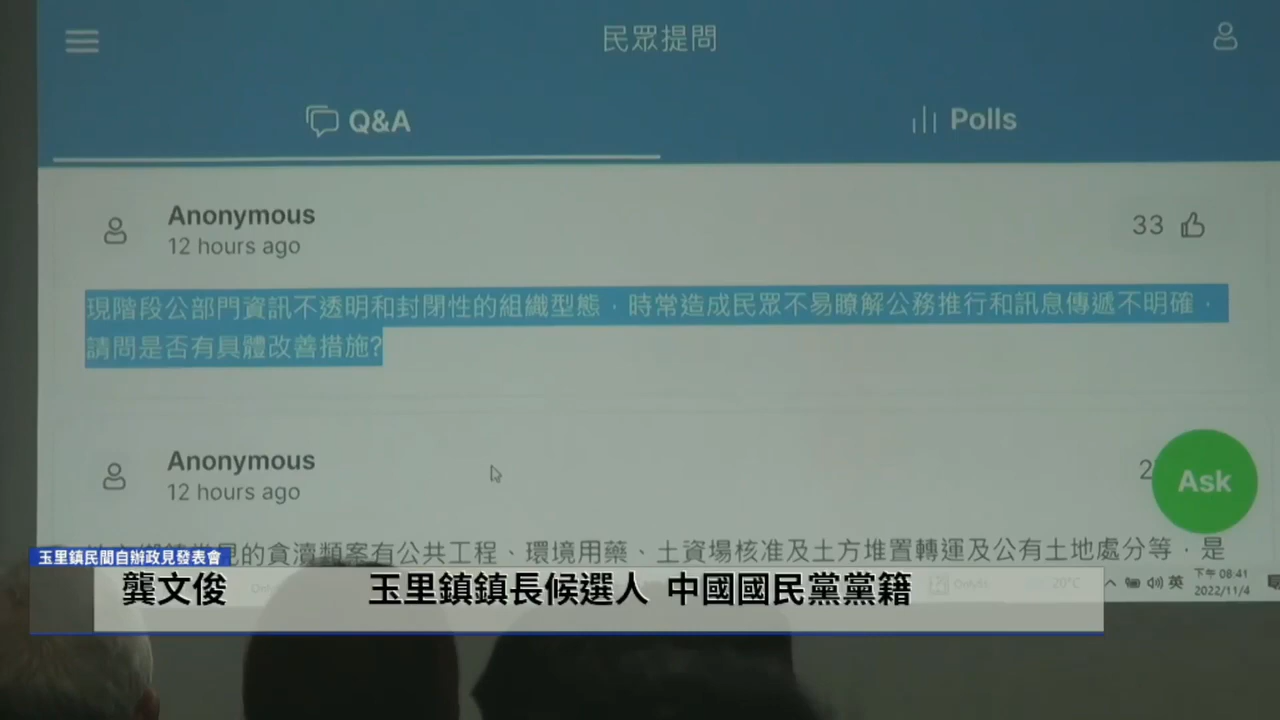 民眾提問
Q&A
Polls
Anonymous
12 hours ago
33
現階段公部門資訊不透明和封閉性的組織型態，時常造成民眾不易瞭解公務推行和訊息傳遞不明確，
請問是否有具體改善措施?
Anonymous
12 hours ago
2
Ask
見的貪瀆類客有公共工程、環境用藥、土資場核准及土方堆置轉運及公有土地處分等，是
玉里鎮民間自辦政見發表會
龔文俊 玉里鎮鎮長候選人 中國國民黨黨籍
20°C
英
下午 08:41
2022/11/4